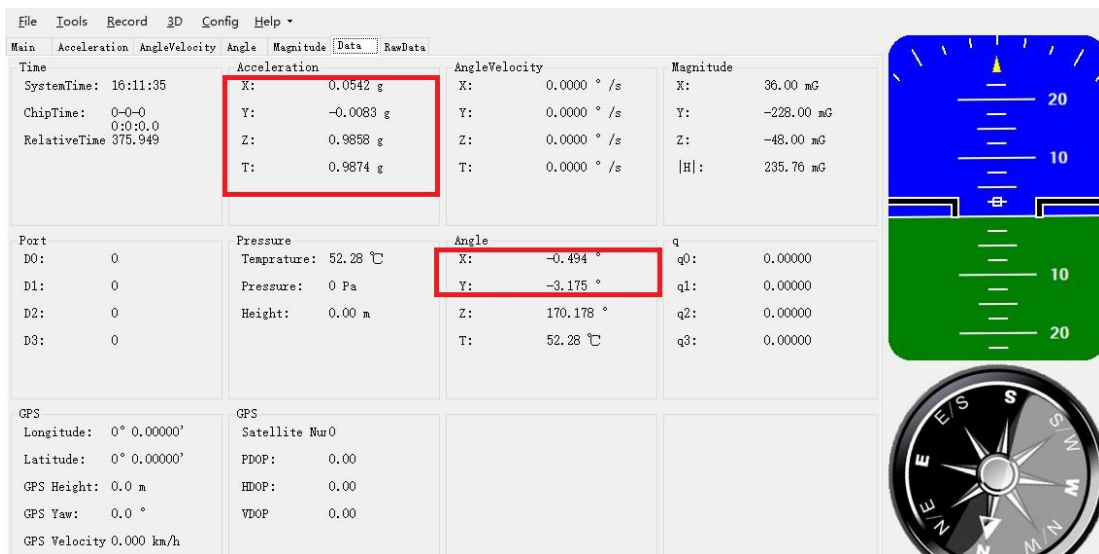 File Tools Record 3D Config Help
Main Acceleration AngleVelocity Angle Magnitude Data RawData
Time
SystemTime: 16:11:35
ChipTime: 0-0-0
0:0:0.0
RelativeTime 375.949
Acceleration
X: 0.0542 g
Y: -0.0083 g
Z: 0.9858 g
T: 0.9874 g
AngleVelocity
X: 0.0000 ° /s
Y: 0.0000 ° /s
Z: 0.0000 ° /s
T: 0.0000 ° /s
Magnitude
X: 36.00 mG
Y: -228.00 mG
Z: -48.00 mG
|H|: 235.76 mG
Port
D0: 0
D1: 0
D2: 0
D3: 0
Pressure
Temprature: 52.28 ℃
Pressure: 0 Pa
Height: 0.00 m
Angle
X: -0.494 °
Y: -3.175 °
Z: 170.178 °
T: 52.28 ℃
q
q0: 0.00000
q1: 0.00000
q2: 0.00000
q3: 0.00000
GPS
Longitude: 0° 0.00000'
Latitude: 0° 0.00000'
GPS Height: 0.0 m
GPS Yaw: 0.0 °
GPS Velocity 0.000 km/h
GPS
Satellite Nur0
PDOP: 0.00
HDOP: 0.00
VDOP 0.00
20
10
10
20
S
E/S
S/W
E
W
N/E
N/W
N